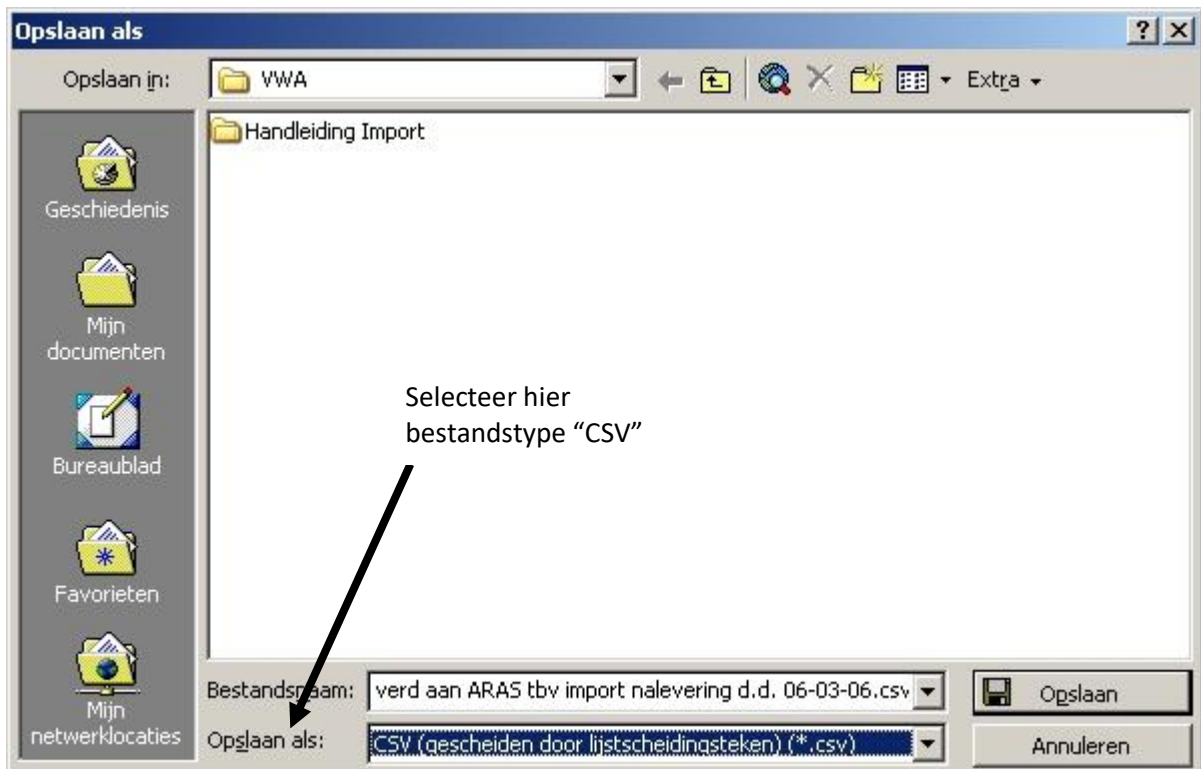 Opslaan als
Opslaan in:
VWA
Extra
Handleiding Import
Geschiedenis
Mijn
documenten
Bureaublad
Favorieten
Mijn
netwerklocaties
Selecteer hier
bestandstype “CSV”
Bestandsnaam:
verd aan ARAS tbv import nalevering d.d. 06-03-06.csv
Opslaan
Opslaan als:
CSV (gescheiden door lijstscheidingsteken) (*.csv)
Annuleren